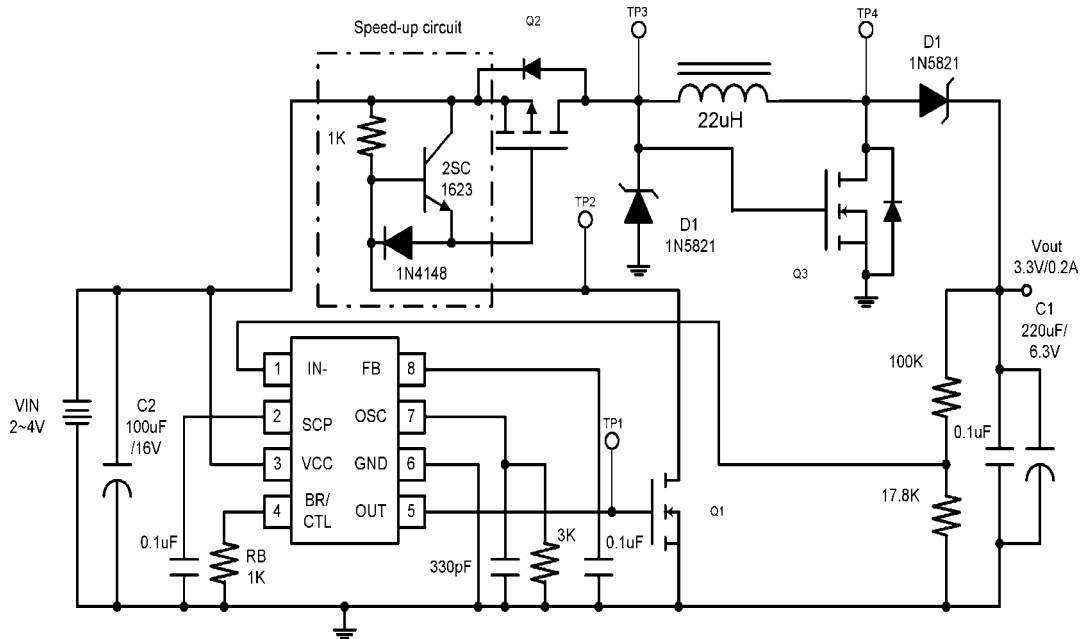 Speed-up circuit
Q2
TP3
TP4
D1
1N5821
1K
2SC
1623
22uH
TP2
D1
1N5821
1N4148
Q3
Vout
3.3V/0.2A
C1
220uF/
6.3V
1
IN-
FB
8
100K
VIN
2~4V
C2
100uF
/16V
2
SCP
OSC
7
TP1
0.1uF
3
VCC
GND
6
17.8K
4
BR/
CTL
OUT
5
Q1
0.1uF
RB
1K
330pF
3K
0.1uF